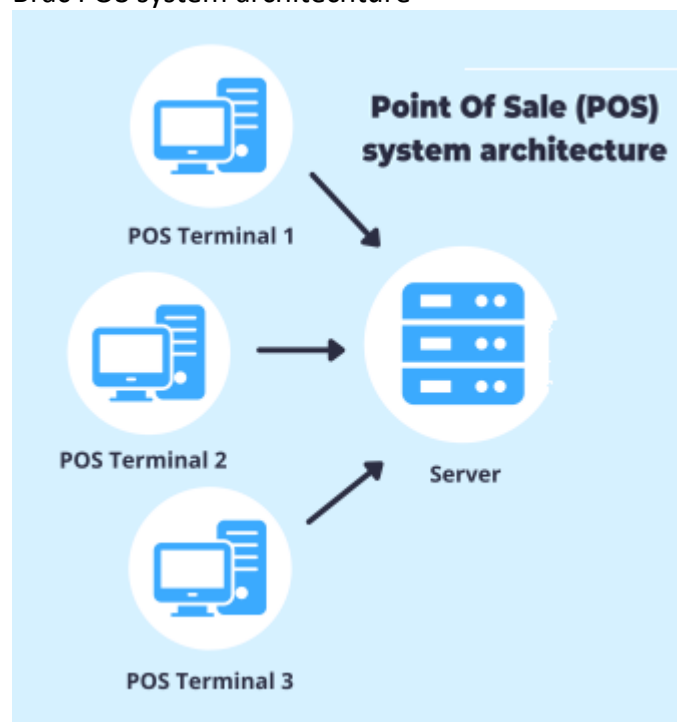 Point Of Sale (POS)
system architecture
POS Terminal 1
POS Terminal 2
Server
POS Terminal 3